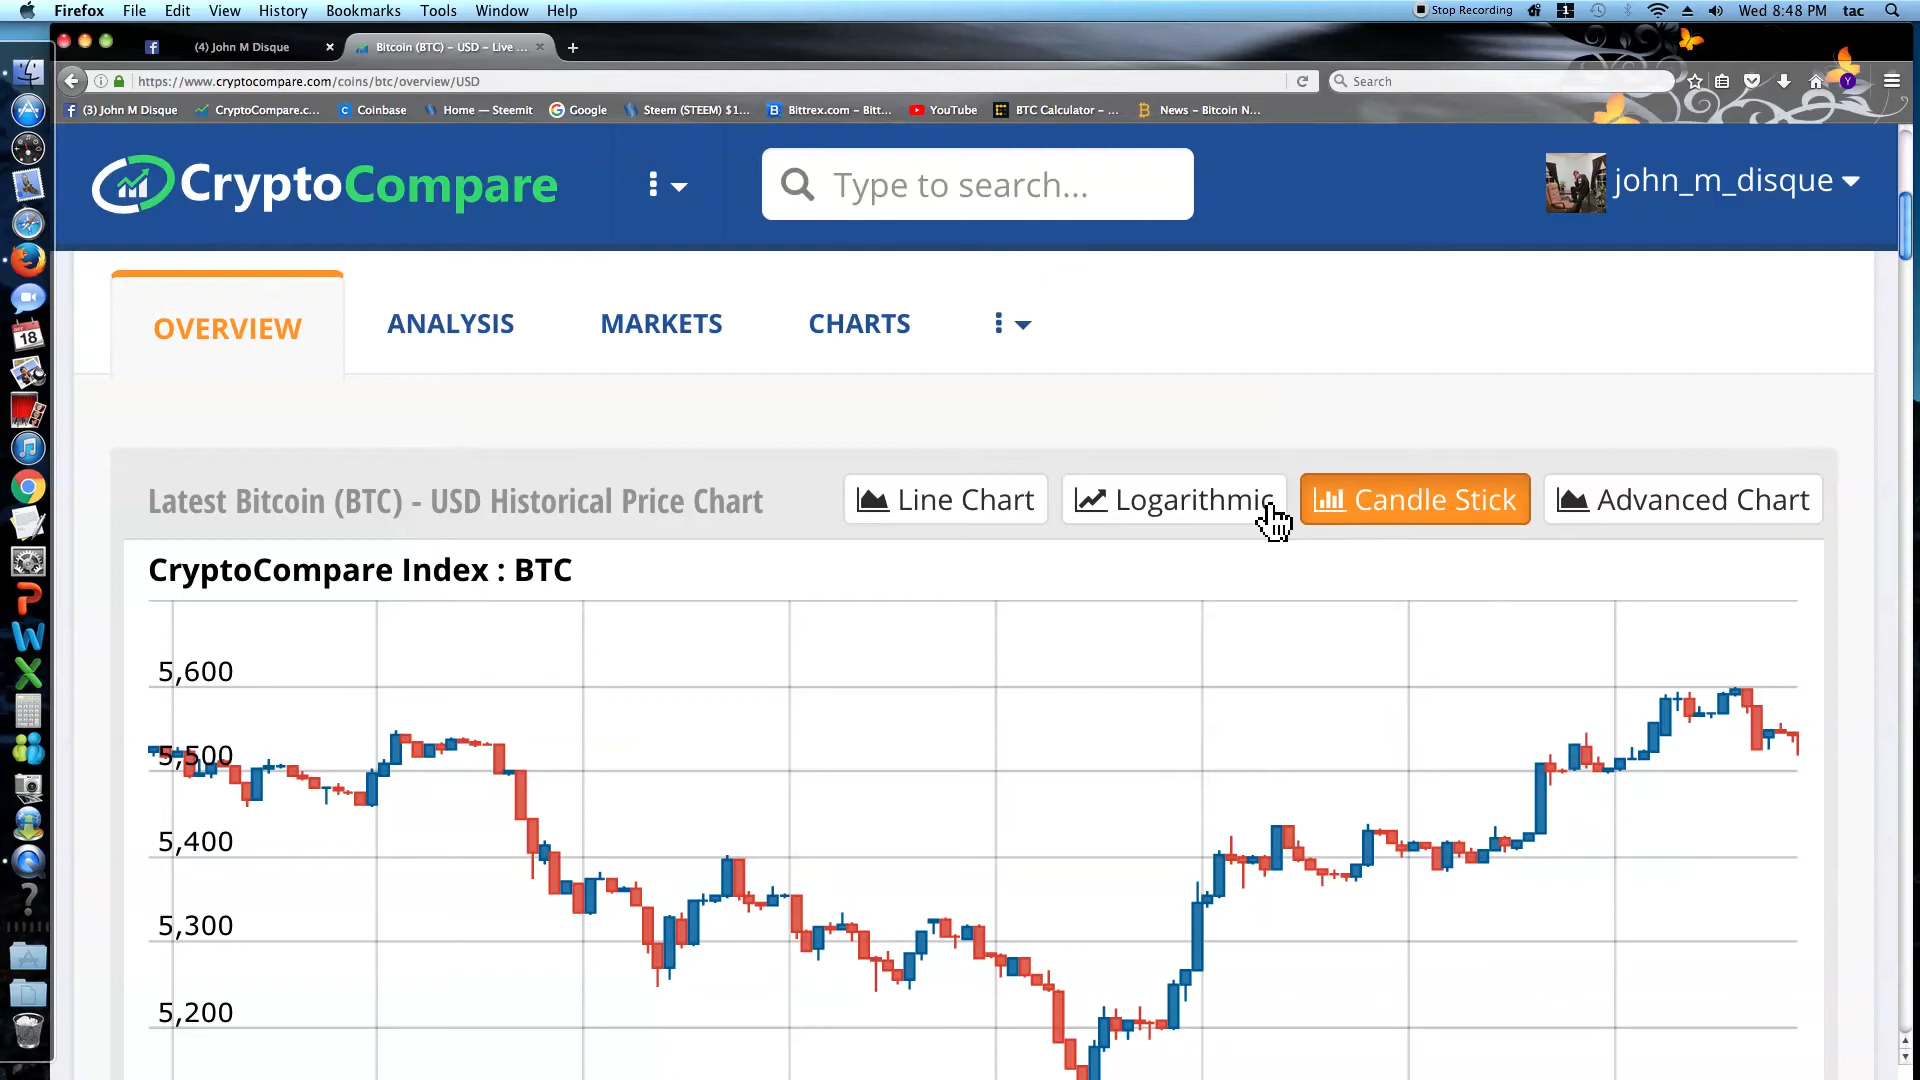 Firefox File Edit View History Bookmarks Tools Window Help Stop Recording 1 Wed 8:48 PM tac
(4) John M Disque Bitcoin (BTC) – USD – Live ...
https://www.cryptocompare.com/coins/btc/overview/USD Search
(3) John M Disque CryptoCompare.c... Coinbase Home — Steemit Google Steem (STEEM) $1... Bittrex.com – Bitt... YouTube BTC Calculator – ... News – Bitcoin N...
CryptoCompare Type to search... john_m_disque
OVERVIEW ANALYSIS MARKETS CHARTS
OCT
18
Latest Bitcoin (BTC) - USD Historical Price Chart Line Chart Logarithmic Candle Stick Advanced Chart
CryptoCompare Index : BTC
5,600
5,500
5,400
5,300
5,200